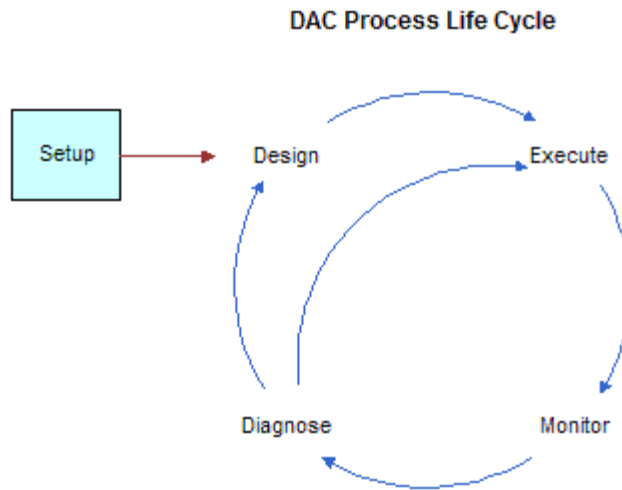 DAC Process Life Cycle
Setup
Design
Execute
Diagnose
Monitor